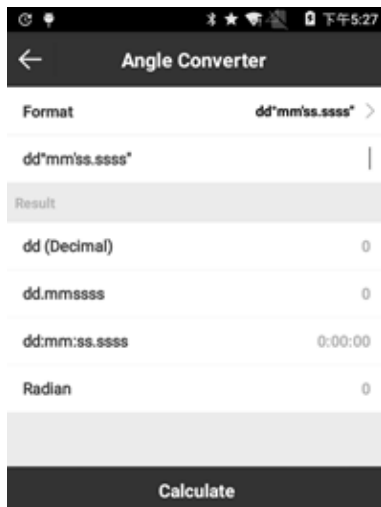 下午5:27
Angle Converter
Format dd°mm'ss.ssss"
dd°mm'ss.ssss"
Result
dd (Decimal) 0
dd.mmssss 0
dd:mm:ss.ssss 0:00:00
Radian 0
Calculate